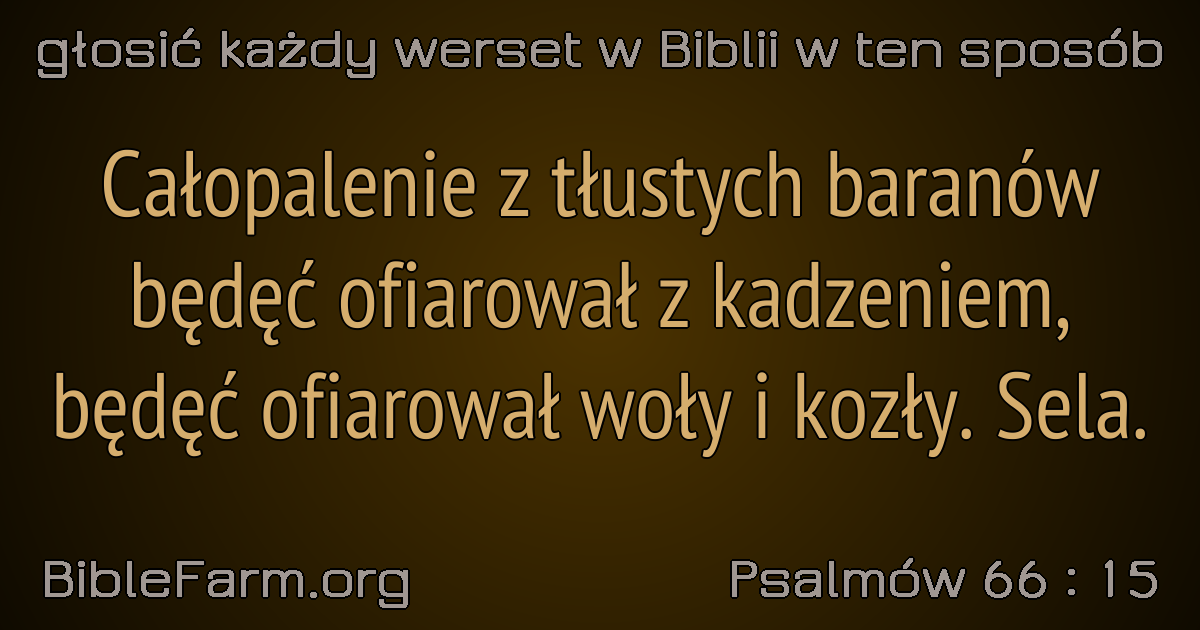 głosić każdy werset w Biblii w ten sposób
Całopalenie z tłustych baranów
będęć ofiarował z kadzeniem,
będęć ofiarował woły i kozły. Sela.
BibleFarm.org
Psalmów 66 : 15